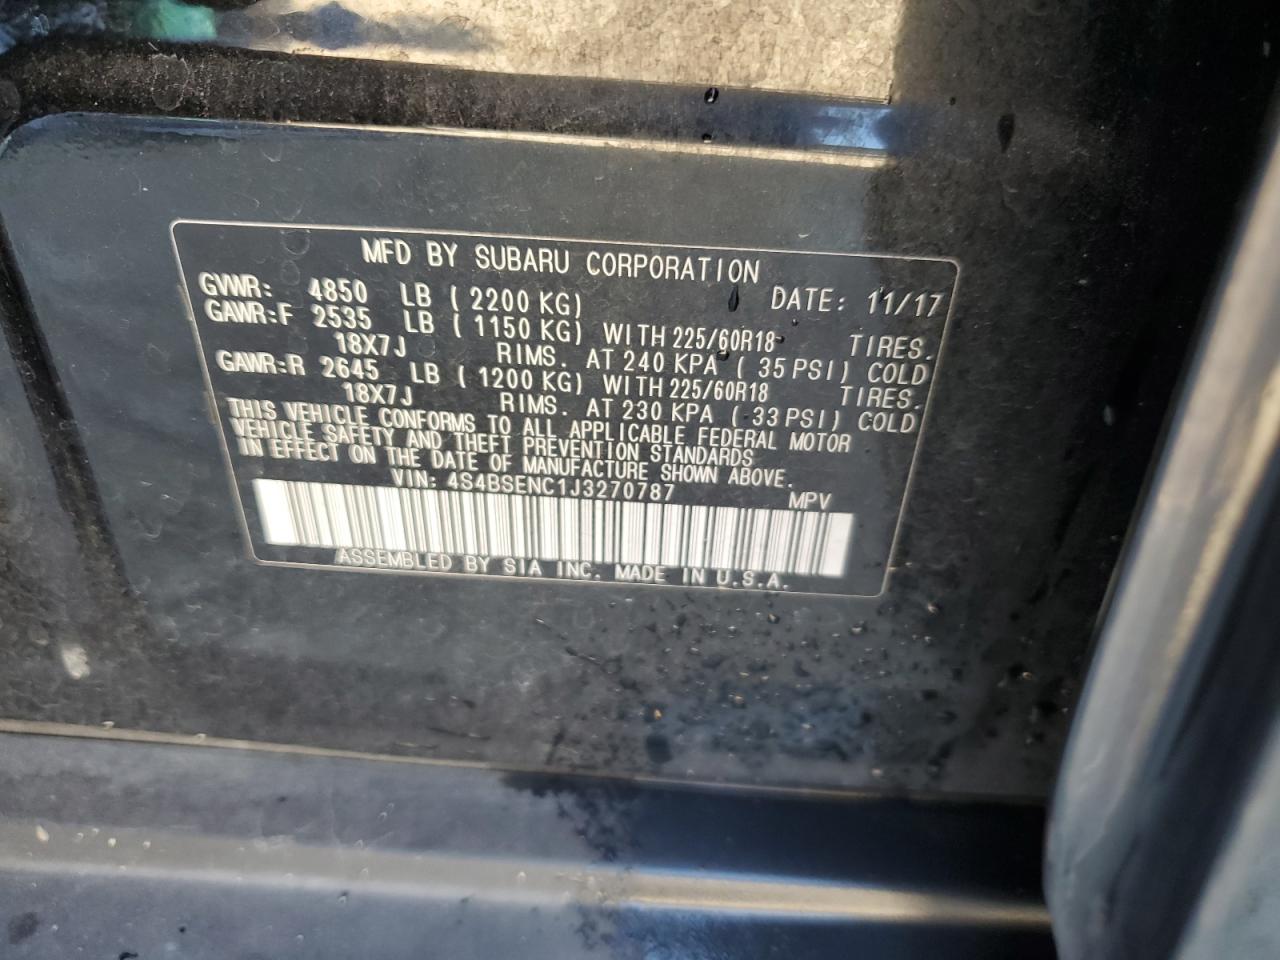 MFD BY SUBARU CORPORATION
GVWR: 4850 LB ( 2200 KG) DATE: 11/17
GAWR:F 2535 LB ( 1150 KG) WITH 225/60R18 TIRES.
18X7J RIMS. AT 240 KPA ( 35 PSI) COLD
GAWR:R 2645 LB ( 1200 KG) WITH 225/60R18 TIRES.
18X7J RIMS. AT 230 KPA ( 33 PSI) COLD
THIS VEHICLE CONFORMS TO ALL APPLICABLE FEDERAL MOTOR
VEHICLE SAFETY AND THEFT PREVENTION STANDARDS
IN EFFECT ON THE DATE OF MANUFACTURE SHOWN ABOVE.
VIN: 4S4BSENC1J3270787 MPV
ASSEMBLED BY SIA INC. MADE IN U.S.A.